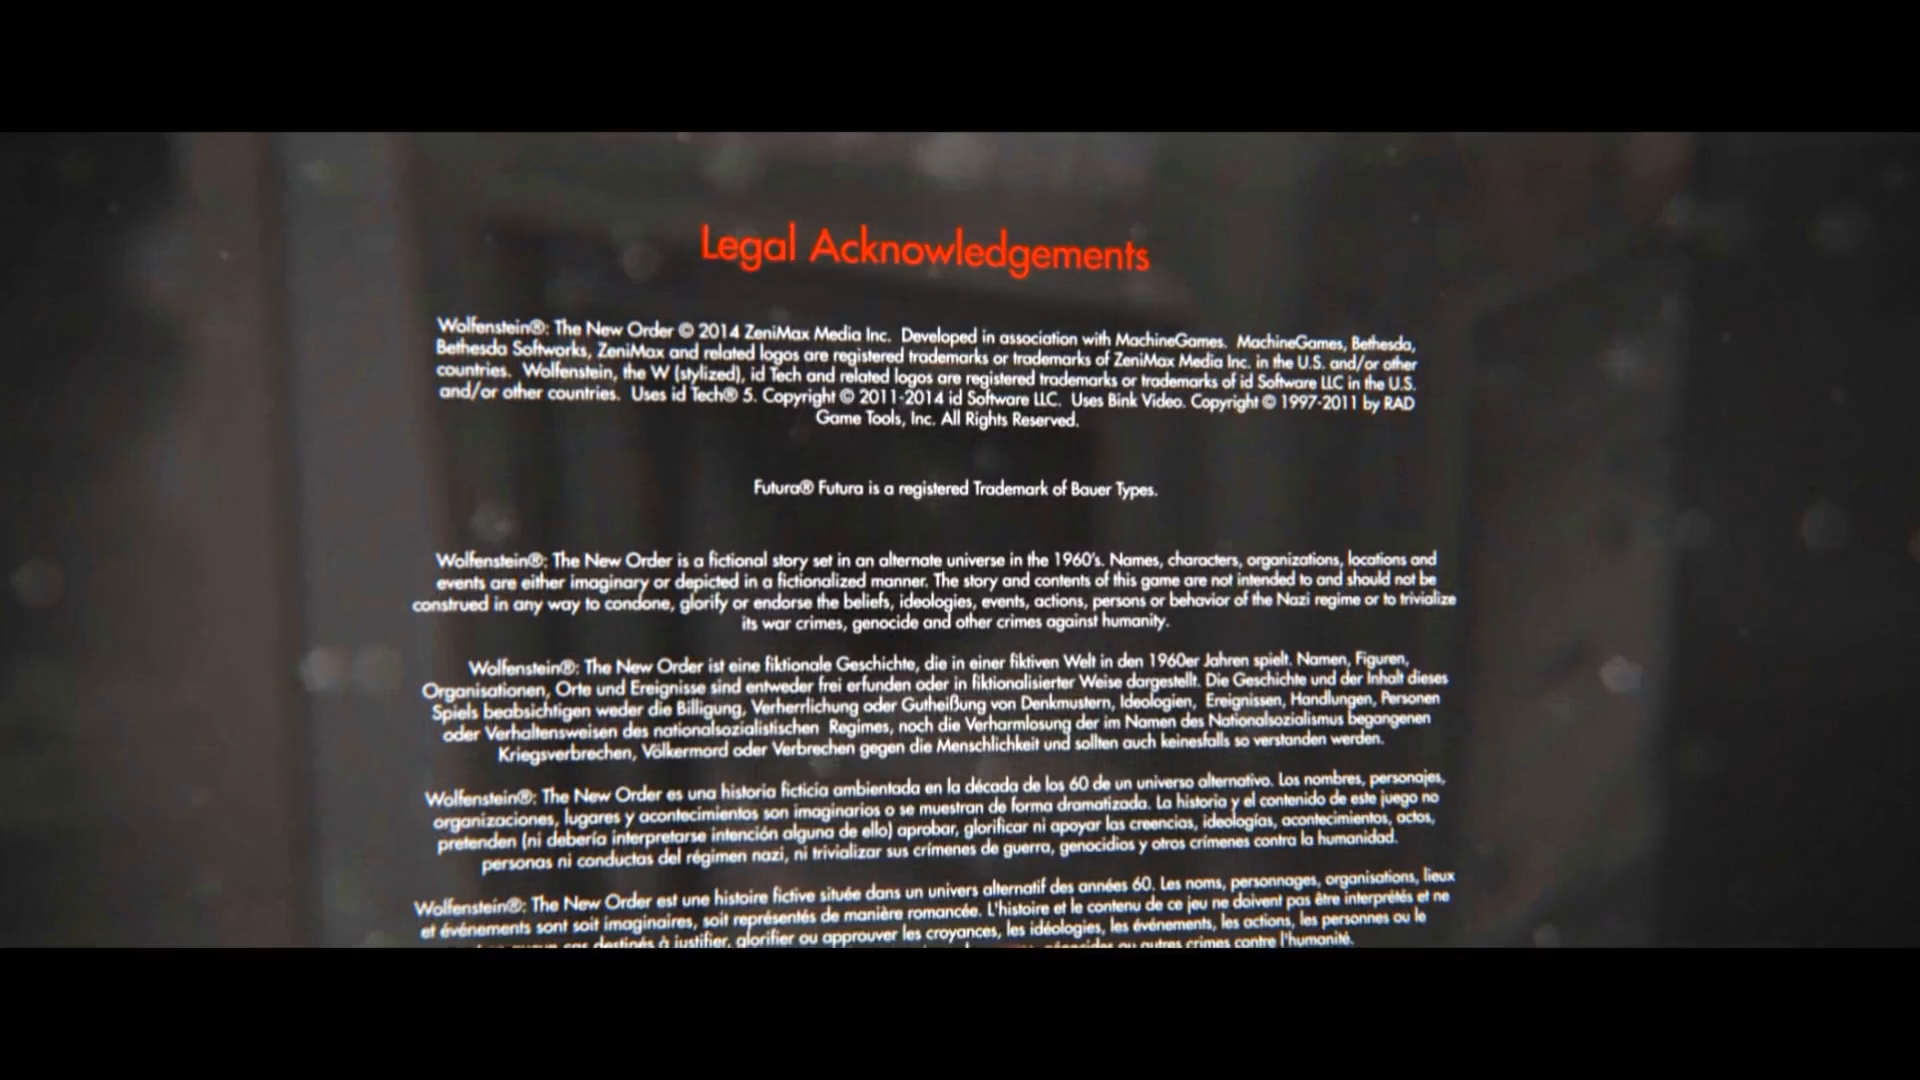 Legal Acknowledgements
Wolfenstein®: The New Order © 2014 ZeniMax Media Inc.  Developed in association with MachineGames.  MachineGames, Bethesda,
Bethesda Softworks, ZeniMax and related logos are registered trademarks or trademarks of ZeniMax Media Inc. in the U.S. and/or other
countries.  Wolfenstein, the W (stylized), id Tech and related logos are registered trademarks or trademarks of id Software LLC in the U.S.
and/or other countries.  Uses id Tech® 5. Copyright © 2011-2014 id Software LLC.  Uses Bink Video. Copyright © 1997-2011 by RAD
Game Tools, Inc. All Rights Reserved.
Futura® Futura is a registered Trademark of Bauer Types.
Wolfenstein®: The New Order is a fictional story set in an alternate universe in the 1960's. Names, characters, organizations, locations and
events are either imaginary or depicted in a fictionalized manner. The story and contents of this game are not intended to and should not be
construed in any way to condone, glorify or endorse the beliefs, ideologies, events, actions, persons or behavior of the Nazi regime or to trivialize
its war crimes, genocide and other crimes against humanity.
Wolfenstein®: The New Order ist eine fiktionale Geschichte, die in einer fiktiven Welt in den 1960er Jahren spielt. Namen, Figuren,
Organisationen, Orte und Ereignisse sind entweder frei erfunden oder in fiktionalisierter Weise dargestellt. Die Geschichte und der Inhalt dieses
Spiels beabsichtigen weder die Billigung, Verherrlichung oder Gutheißung von Denkmustern, Ideologien,  Ereignissen, Handlungen, Personen
oder Verhaltensweisen des nationalsozialistischen  Regimes, noch die Verharmlosung der im Namen des Nationalsozialismus begangenen
Kriegsverbrechen, Völkermord oder Verbrechen gegen die Menschlichkeit und sollten auch keinesfalls so verstanden werden.
Wolfenstein®: The New Order es una historia ficticia ambientada en la década de los 60 de un universo alternativo. Los nombres, personajes,
organizaciones, lugares y acontecimientos son imaginarios o se muestran de forma dramatizada. La historia y el contenido de este juego no
pretenden (ni debería interpretarse intención alguna de ello) aprobar, glorificar ni apoyar las creencias, ideologías, acontecimientos, actos,
personas ni conductas del régimen nazi, ni trivializar sus crímenes de guerra, genocidios y otros crímenes contra la humanidad.
Wolfenstein®: The New Order est une histoire fictive située dans un univers alternatif des années 60. Les noms, personnages, organisations, lieux
et événements sont soit imaginaires, soit représentés de manière romancée. L'histoire et le contenu de ce jeu ne doivent pas être interprétés et ne
cas destinés à justifier, glorifier ou approuver les croyances, les idéologies, les événements, les actions, les personnes ou le
ou autres crimes contre l'humanité.